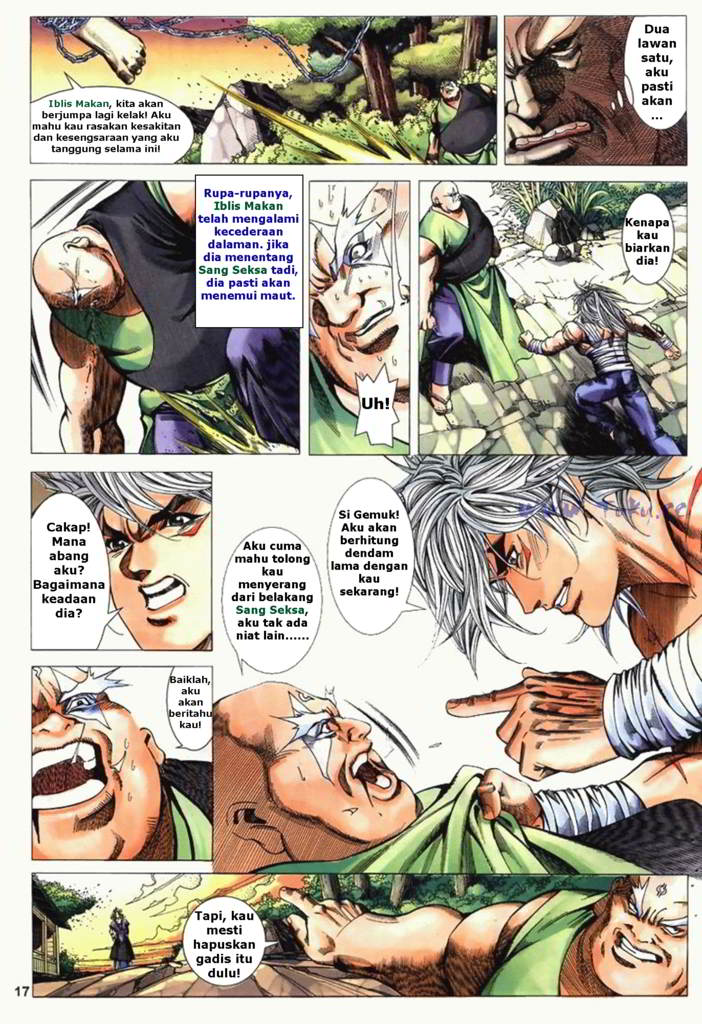 Iblis Makan, kita akan
berjumpa lagi kelak! Aku
mahu kau rasakan kesakitan
dan kesengsaraan yang aku
tanggung selama ini!
Dua
lawan
satu,
aku
pasti
akan
...
Rupa-rupanya,
Iblis Makan
telah mengalami
kecederaan
dalaman. jika
dia menentang
Sang Seksa tadi,
dia pasti akan
menemui maut.
Uh!
Kenapa
kau
biarkan
dia!
Cakap!
Mana
abang
aku?
Bagaimana
keadaan
dia?
Aku cuma
mahu tolong
kau
menyerang
dari belakang
Sang Seksa,
aku tak ada
niat lain......
Si Gemuk!
Aku akan
berhitung
dendam
lama dengan
kau
sekarang!
Baiklah,
aku
akan
beritahu
kau!
Tapi, kau
mesti
hapuskan
gadis itu
dulu!
17